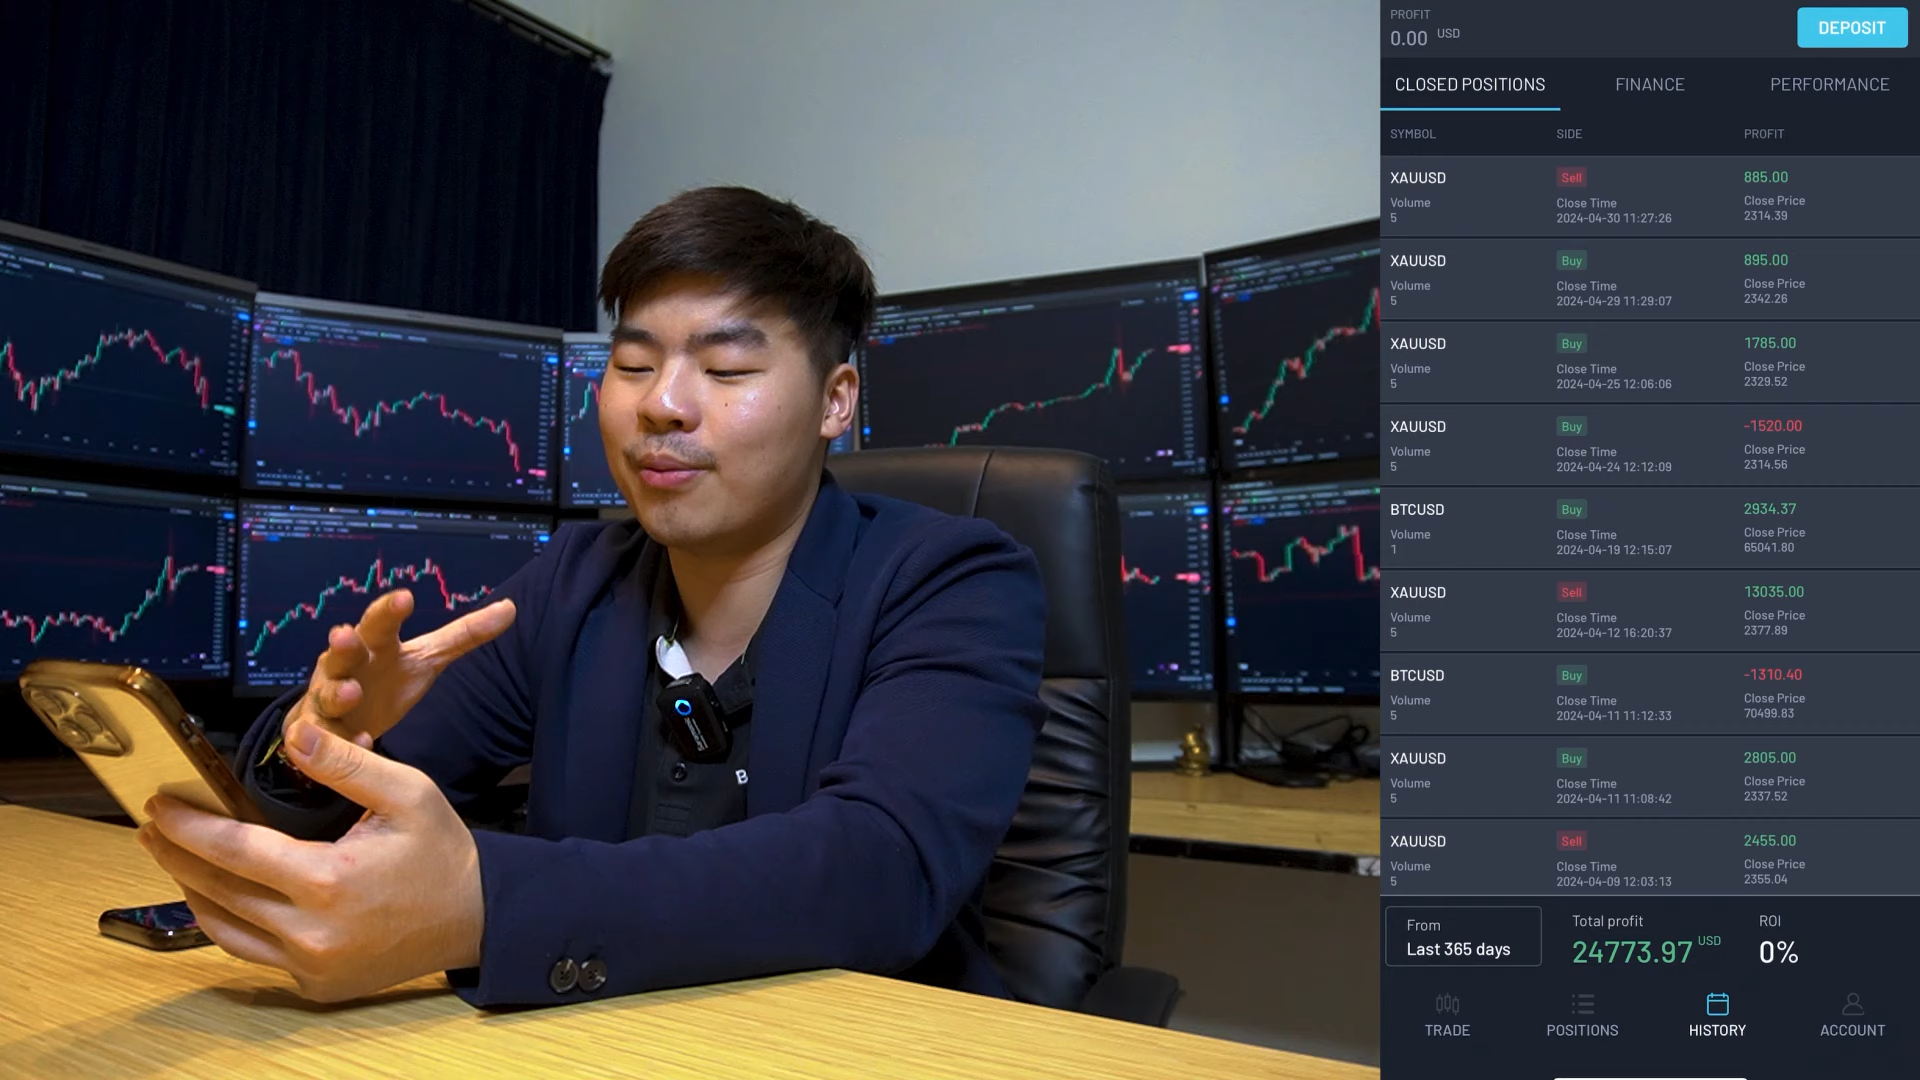 PROFIT
0.00 USD
DEPOSIT
CLOSED POSITIONS FINANCE PERFORMANCE
SYMBOL SIDE PROFIT
XAUUSD Sell 885.00
Volume Close Time Close Price
5 2024-04-30 11:27:26 2314.39
XAUUSD Buy 895.00
Volume Close Time Close Price
5 2024-04-29 11:29:07 2342.26
XAUUSD Buy 1785.00
Volume Close Time Close Price
5 2024-04-25 12:06:06 2329.52
XAUUSD Buy -1520.00
Volume Close Time Close Price
5 2024-04-24 12:12:09 2314.56
BTCUSD Buy 2934.37
Volume Close Time Close Price
1 2024-04-19 12:15:07 65041.80
XAUUSD Sell 13035.00
Volume Close Time Close Price
5 2024-04-12 16:20:37 2377.89
BTCUSD Buy -1310.40
Volume Close Time Close Price
5 2024-04-11 11:12:33 70499.83
XAUUSD Buy 2805.00
Volume Close Time Close Price
5 2024-04-11 11:08:42 2337.52
XAUUSD Sell 2455.00
Volume Close Time Close Price
5 2024-04-09 12:03:13 2355.04
From Total profit ROI
Last 365 days 24773.97 USD 0%
TRADE POSITIONS HISTORY ACCOUNT
B